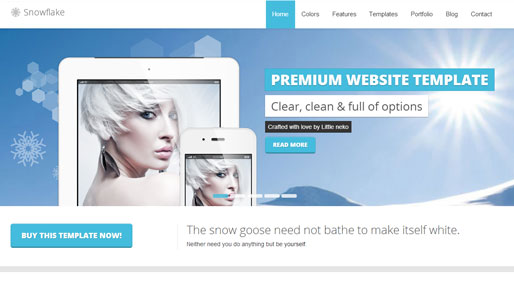 Snowflake
Home Colors Features Templates Portfolio Blog Contact
PREMIUM WEBSITE TEMPLATE
Clear, clean & full of options
Crafted with love by Little neko
READ MORE
BUY THIS TEMPLATE NOW!
The snow goose need not bathe to make itself white.
Neither need you do anything but be yourself.